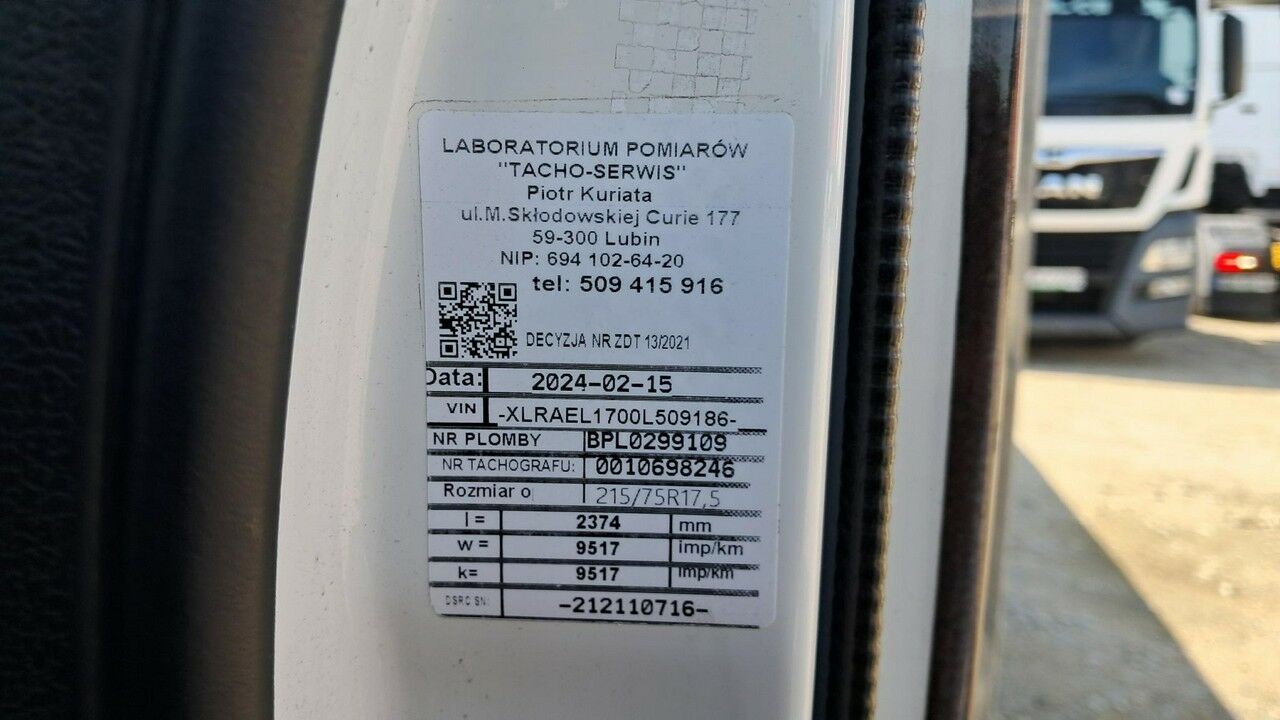 LABORATORIUM POMIARÓW
"TACHO-SERWIS"
Piotr Kuriata
ul.M.Skłodowskiej Curie 177
59-300 Lubin
NIP: 694 102-64-20
tel: 509 415 916
DECYZJA NR ZDT 13/2021
Data: 2024-02-15
VIN -XLRAEL1700L509186-
NR PLOMBY BPL0299109
NR TACHOGRAFU: 0010698246
Rozmiar o 215/75R17,5
l = 2374 mm
w = 9517 imp/km
k= 9517 imp/km
DSRC SN: -212110716-
MAN